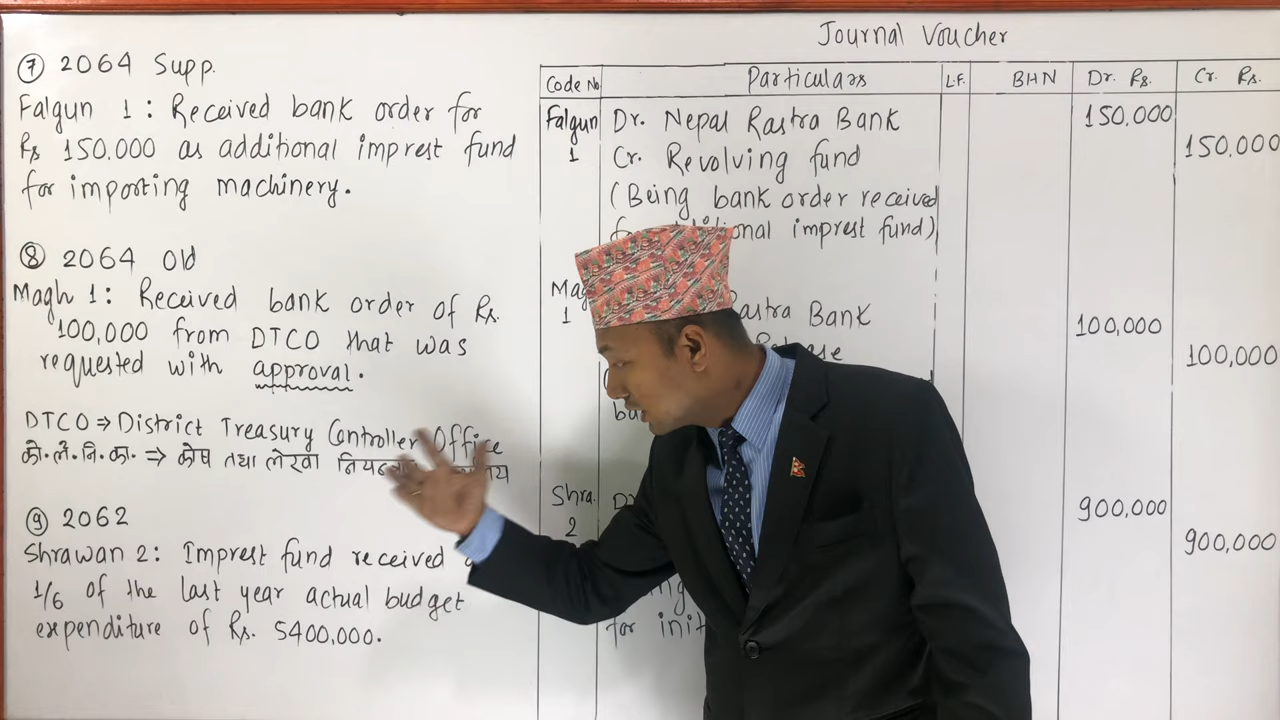 ⑦ 2064 Supp.
Falgun 1: Received bank order for
Rs 150,000 as additional imprest fund
for importing machinery.
⑧ 2064 Old
Magh 1: Received bank order of Rs.
100,000 from DTCO that was
requested with approval.
DTCO ⇒ District Treasury Controller Office
को.ले.नि.का. ⇒ कोष तथा लेखा
⑨ 2062
Shrawan 2: Imprest fund received
1/6 of the last year actual budget
expenditure of Rs. 5400,000.
Journal Voucher
Code No Particulars L.F. BHN Dr. Rs. Cr. Rs.
Falgun Dr. Nepal Rastra Bank 150,000
1 Cr. Revolving fund 150,000
(Being bank order received
imprest fund)
1 Bank 100,000
100,000
Shra. 900,000
2 900,000
for